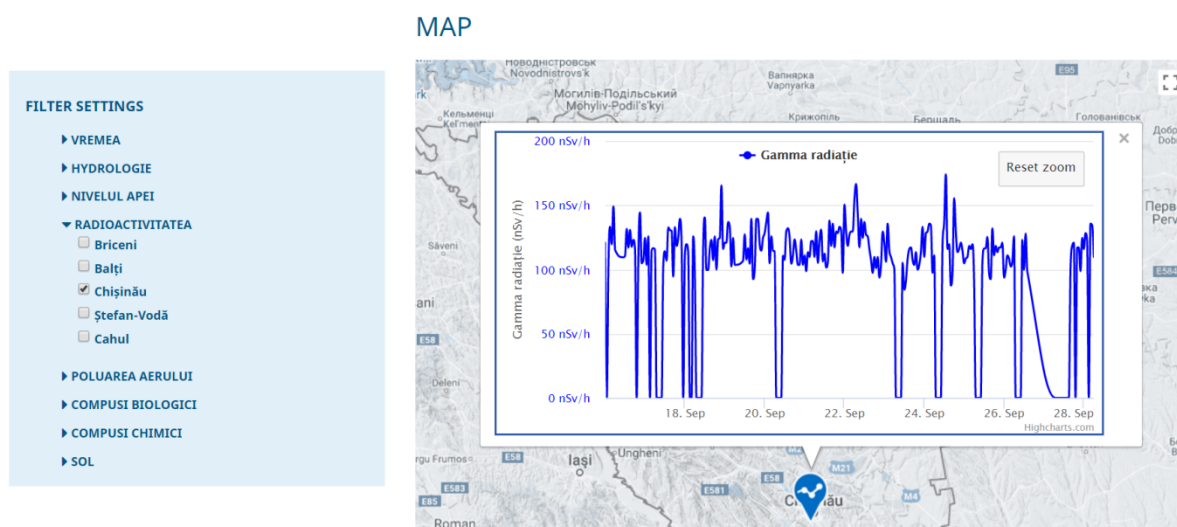 MAP
FILTER SETTINGS
VREMEA
HYDROLOGIE
NIVELUL APEI
RADIOACTIVITATEA
Briceni
Balți
Chișinău
Ștefan-Vodă
Cahul
POLUAREA AERULUI
COMPUSI BIOLOGICI
COMPUSI CHIMICI
SOL
Новодністровськ
Novodnistrovs'k
Вапнярка
Vapnyarka
E95
Могилів-Подільський
Mohyliv-Podil's'kyi
Кельменці
Крижопіль
Бершадь
Голованівськ
Săveni
E584
E58
Deleni
200 nSv/h
Gamma radiație
Reset zoom
150 nSv/h
100 nSv/h
50 nSv/h
0 nSv/h
Gamma radiație (nSv/h)
18. Sep
20. Sep
22. Sep
24. Sep
26. Sep
28. Sep
Highcharts.com
×
E58
Iași
Ungheni
M21
E58
E583
E581
E85
M4
Roman